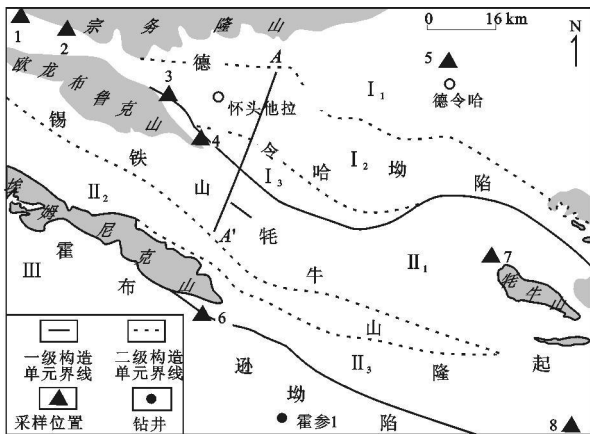 1
2
宗务隆山
0 16 km
N
欧龙布鲁克山
3
德
A
5
德令哈
怀头他拉
Ⅰ₁
锡
铁
4
令
哈
Ⅰ₂
坳
陷
山
Ⅰ₃
埃姆尼克山
Ⅱ₂
A'
牦
Ⅲ
霍
布
Ⅱ₁
7
牦牛山
牛
6
山
一级构造单元界线
二级构造单元界线
逊
Ⅱ₃
隆
起
坳
采样位置
钻井
霍参1
陷
8